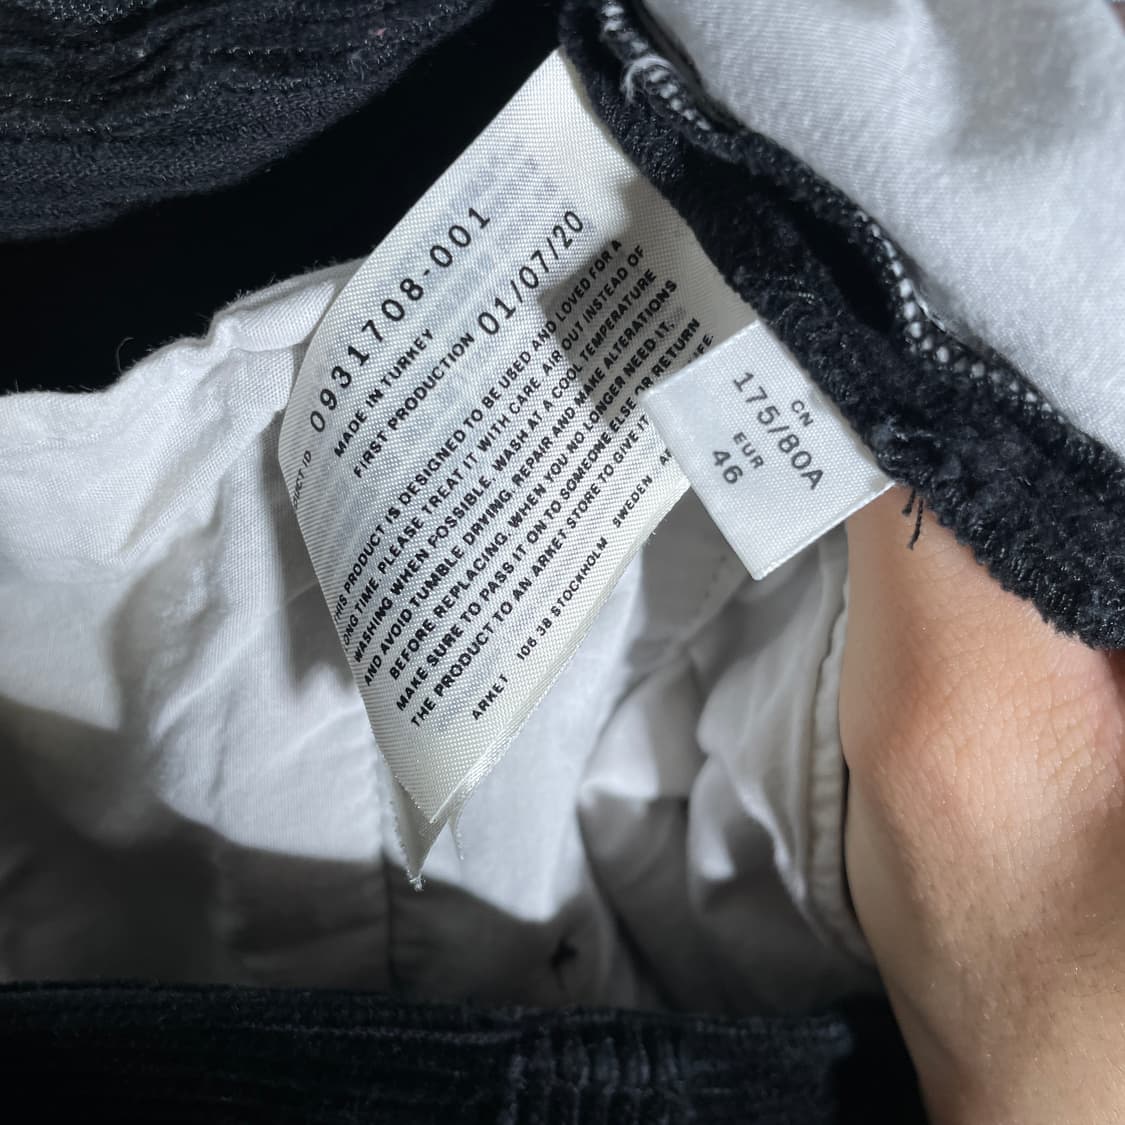 0931708-001
MADE IN TURKEY
FIRST PRODUCTION 01/07/20
THIS PRODUCT IS DESIGNED TO BE USED AND LOVED FOR A
LONG TIME. PLEASE TREAT IT WITH CARE. AIR OUT INSTEAD OF
WASHING WHEN POSSIBLE. WASH AT A COOL TEMPERATURE
AND AVOID TUMBLE DRYING. REPAIR AND MAKE ALTERATIONS
BEFORE REPLACING. WHEN YOU NO LONGER NEED IT,
MAKE SURE TO PASS IT ON TO SOMEONE ELSE OR RETURN
THE PRODUCT TO AN ARKET STORE TO GIVE IT LIFE.
ARKET 106 38 STOCKHOLM SWEDEN
CN
175/80A
EUR
46